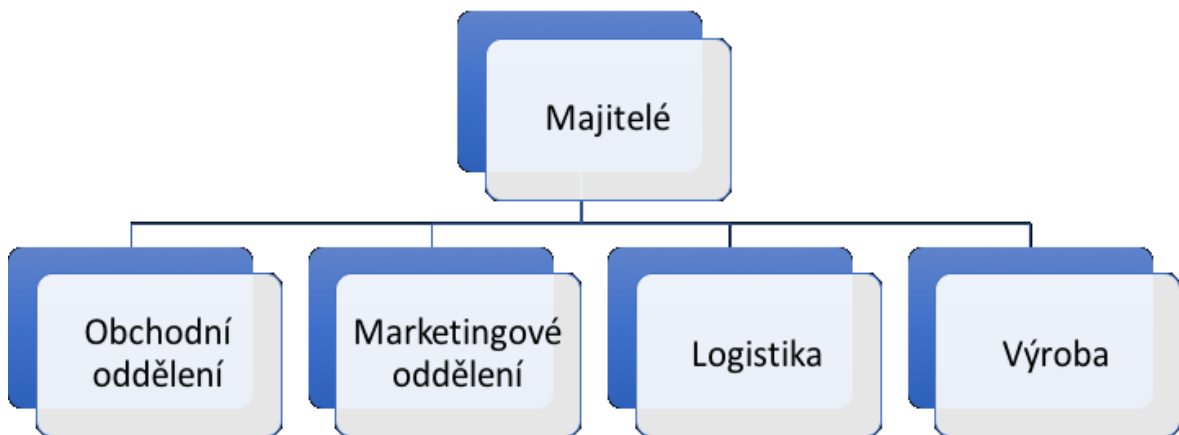 Majitelé
Obchodní
oddělení
Marketingové
oddělení
Logistika
Výroba